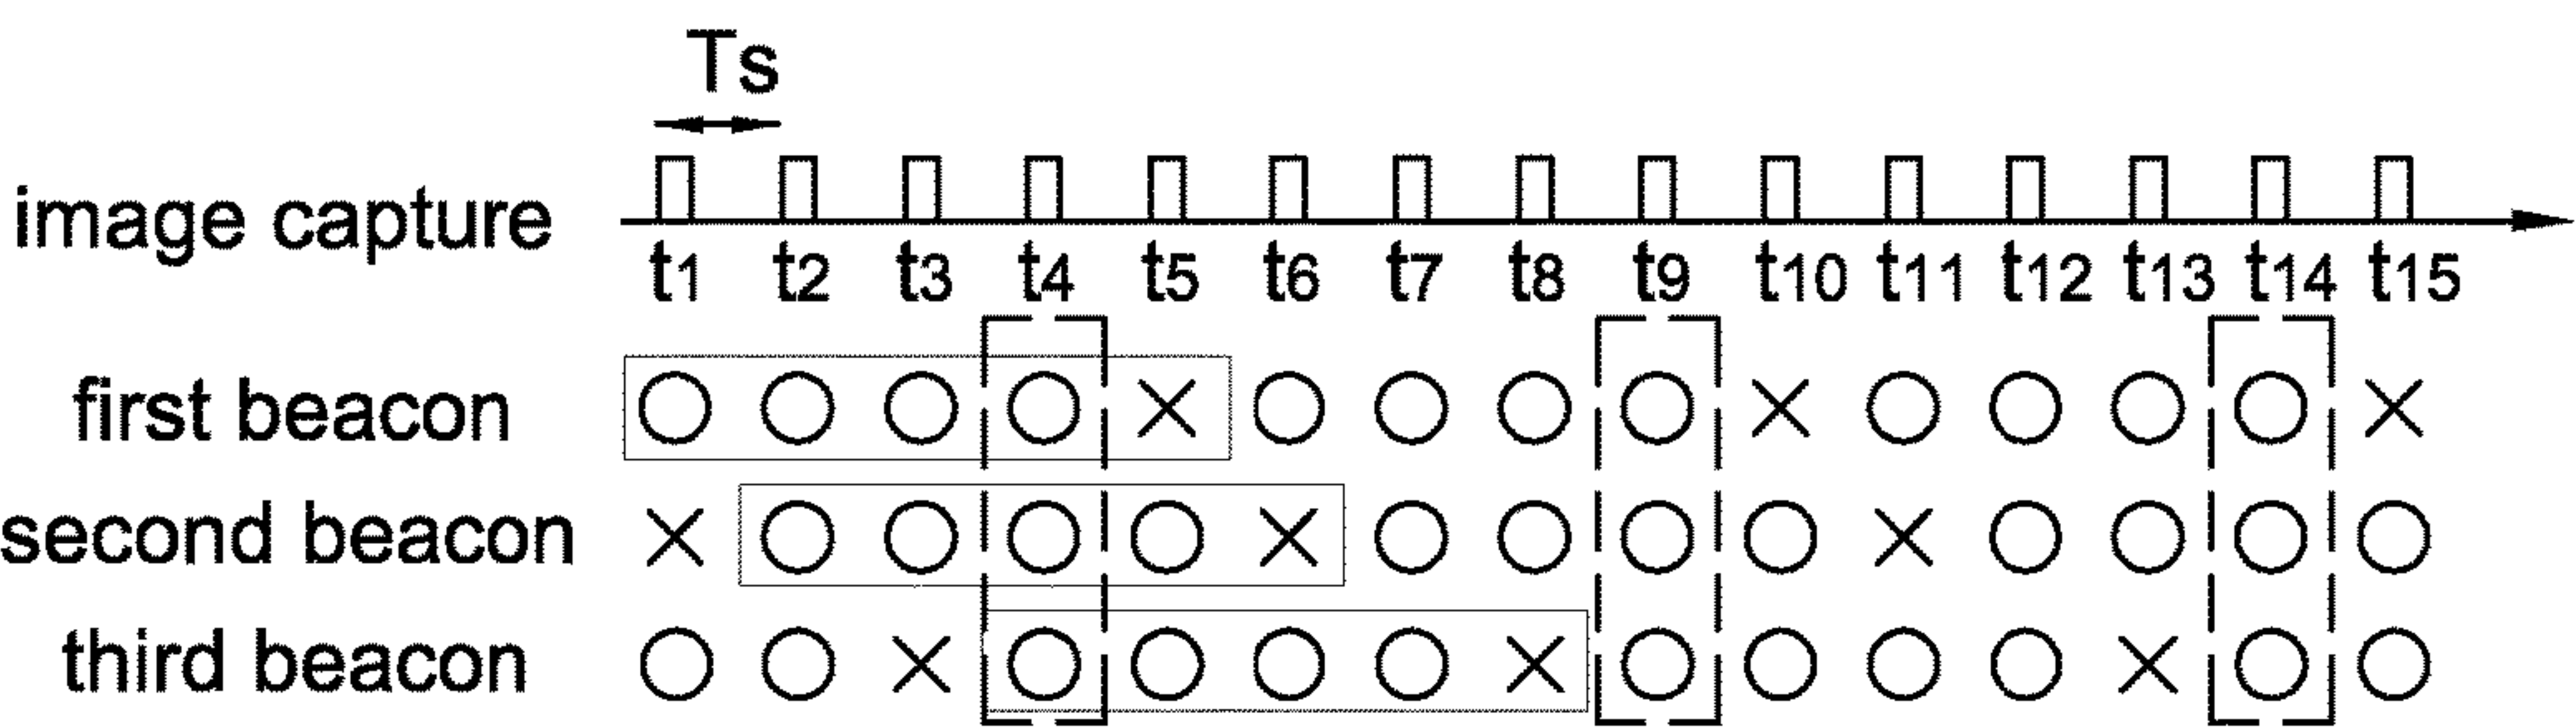 Ts
image capture
t1 t2 t3 t4 t5 t6 t7 t8 t9 t10 t11 t12 t13 t14 t15
first beacon
second beacon
third beacon